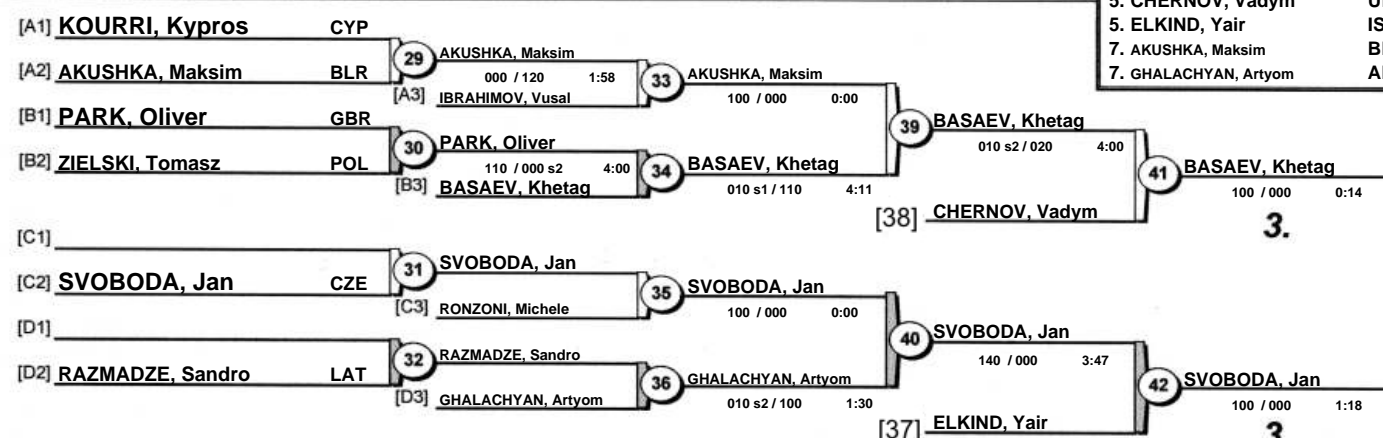 5. CHERNOV, Vadym
5. ELKIND, Yair IS
7. AKUSHKA, Maksim
7. GHALACHYAN, Artyom
[A1] KOURRI, Kypros CYP
[A2] AKUSHKA, Maksim BLR
29
AKUSHKA, Maksim
000 / 120 1:58
[A3] IBRAHIMOV, Vusal
33
AKUSHKA, Maksim
100 / 000 0:00
[B1] PARK, Oliver GBR
[B2] ZIELSKI, Tomasz POL
30
PARK, Oliver
110 / 000 s2 4:00
[B3] BASAEV, Khetag
34
BASAEV, Khetag
010 s1 / 110 4:11
39
BASAEV, Khetag
010 s2 / 020 4:00
[38] CHERNOV, Vadym
41
BASAEV, Khetag
100 / 000 0:14
3.
[C1]
[C2] SVOBODA, Jan CZE
31
SVOBODA, Jan
[C3] RONZONI, Michele
35
SVOBODA, Jan
100 / 000 0:00
[D1]
[D2] RAZMADZE, Sandro LAT
32
RAZMADZE, Sandro
[D3] GHALACHYAN, Artyom
36
GHALACHYAN, Artyom
010 s2 / 100 1:30
40
SVOBODA, Jan
140 / 000 3:47
[37] ELKIND, Yair
42
SVOBODA, Jan
100 / 000 1:18
3